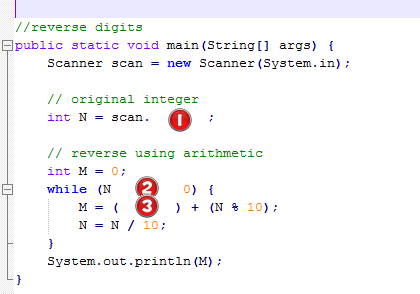 //reverse digits
public static void main(String[] args) {
Scanner scan = new Scanner(System.in);
// original integer
int N = scan. 1 ;
// reverse using arithmetic
int M = 0;
while (N 2 0) {
M = ( 3 ) + (N % 10);
N = N / 10;
}
System.out.println(M);
}